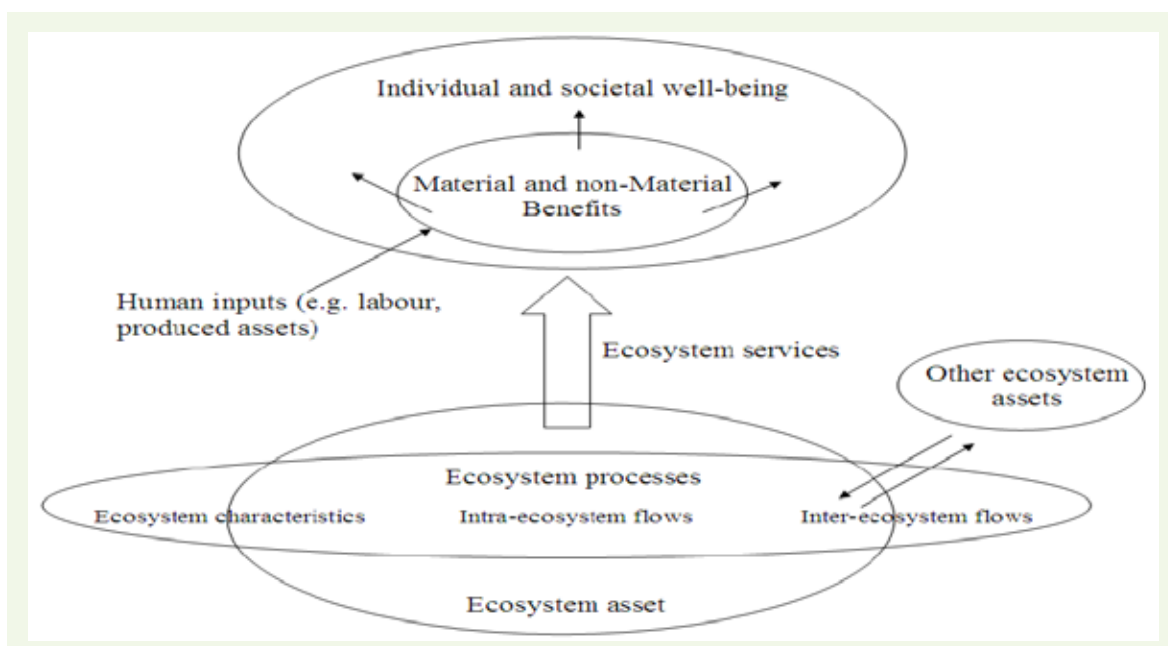 Individual and societal well-being
Material and non-Material
Benefits
Human inputs (e.g. labour,
produced assets)
Ecosystem services
Other ecosystem
assets
Ecosystem processes
Ecosystem characteristics
Intra-ecosystem flows
Inter-ecosystem flows
Ecosystem asset